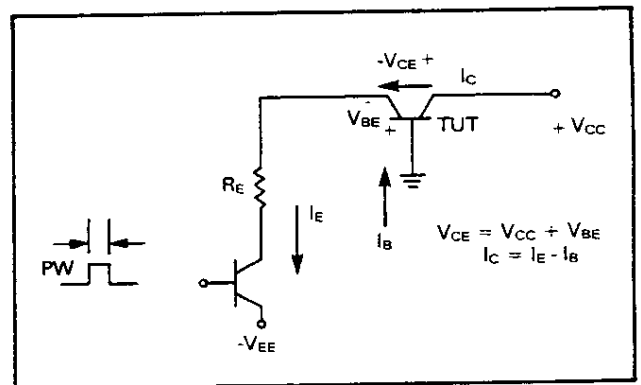 -VCE +
IC
VBE
-
+
TUT
+ VCC
RE
IE
IB
VCE = VCC + VBE
IC = IE - IB
PW
-VEE